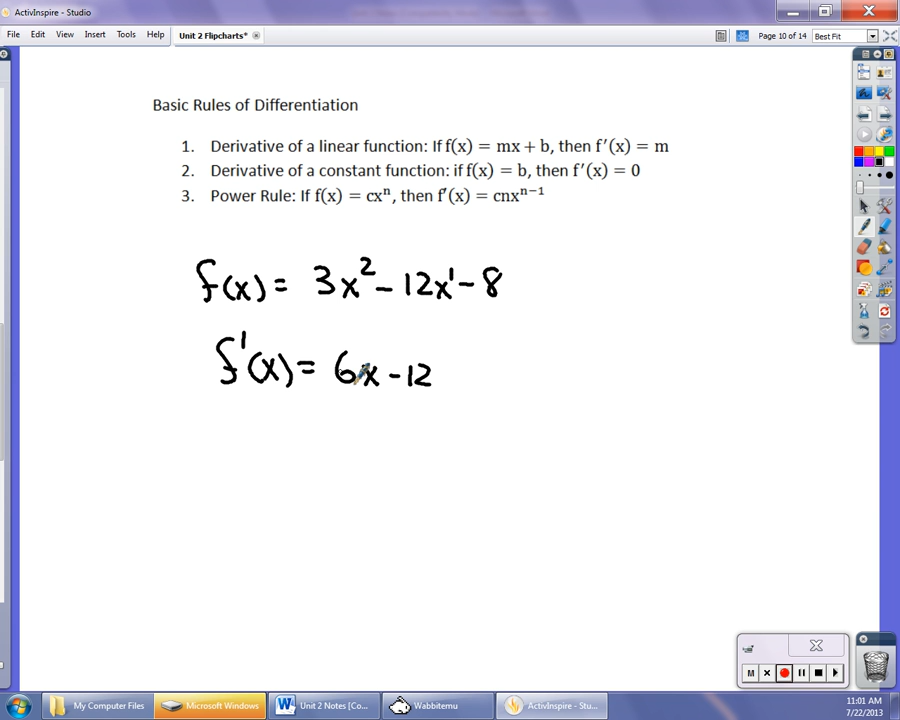 ActivInspire - Studio
File Edit View Insert Tools Help Unit 2 Flipcharts* Page 10 of 14 Best Fit
Basic Rules of Differentiation
1. Derivative of a linear function: If f(x) = mx + b, then f′(x) = m
2. Derivative of a constant function: if f(x) = b, then f′(x) = 0
3. Power Rule: If f(x) = cxⁿ, then f′(x) = cnxⁿ⁻¹
f(x) = 3x² - 12x¹ - 8
f'(x) = 6x - 12
M
My Computer Files Microsoft Windows Unit 2 Notes [Co... Wabbitemu ActivInspire - Stu...
11:01 AM
7/22/2013